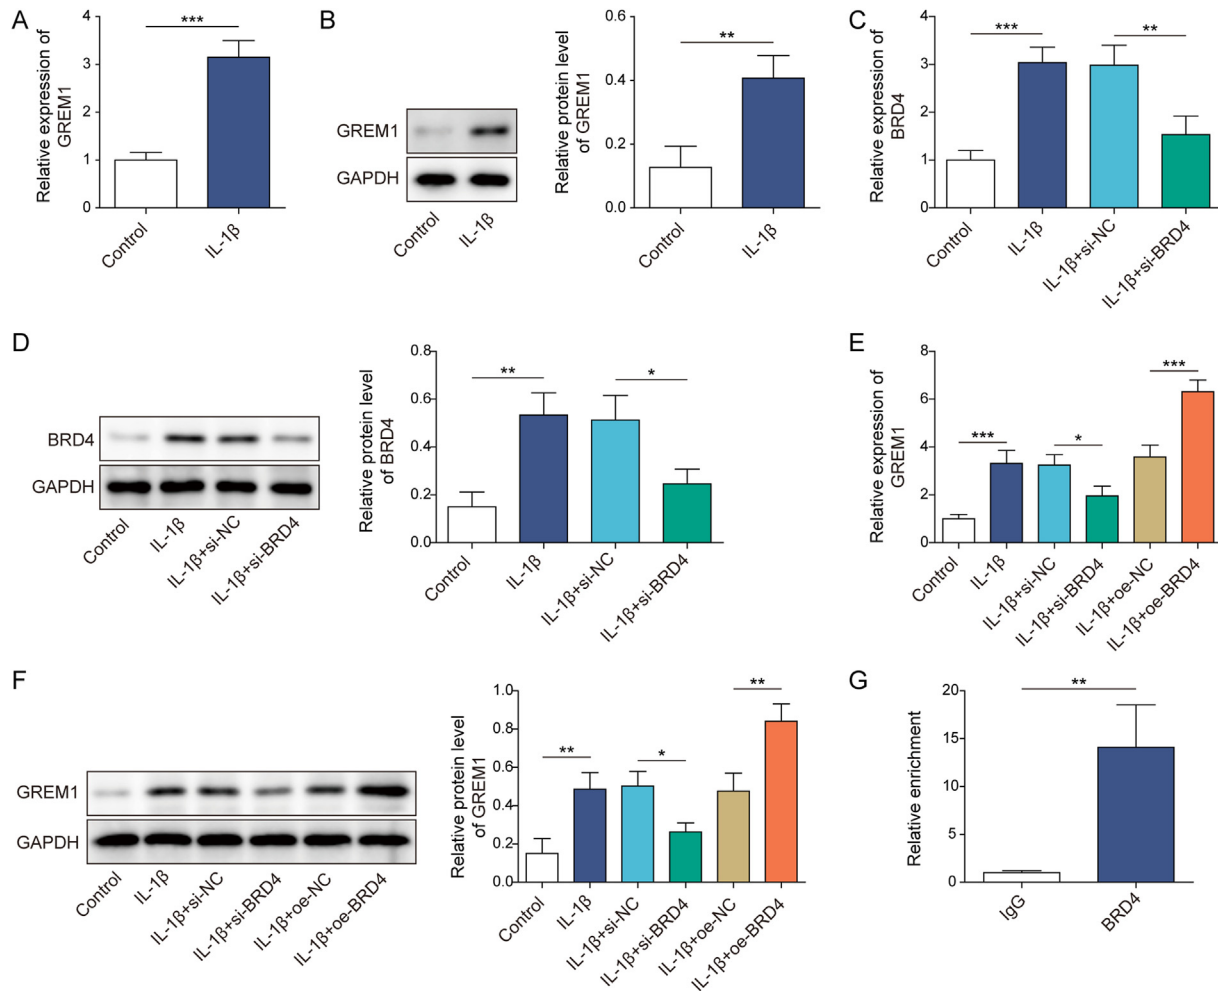 A
Relative expression of
GREM1
4
3
2
1
0
***
Control
IL-1β
B
GREM1
GAPDH
Control
IL-1β
Relative protein level
of GREM1
0.6
0.4
0.2
0.0
**
Control
IL-1β
C
Relative expression of
BRD4
5
4
3
2
1
0
***
**
Control
IL-1β
IL-1β+si-NC
IL-1β+si-BRD4
D
BRD4
GAPDH
Control
IL-1β
IL-1β+si-NC
IL-1β+si-BRD4
Relative protein level
of BRD4
0.8
0.6
0.4
0.2
0.0
**
*
Control
IL-1β
IL-1β+si-NC
IL-1β+si-BRD4
E
Relative expression of
GREM1
8
6
4
2
0
***
*
***
Control
IL-1β
IL-1β+si-NC
IL-1β+si-BRD4
IL-1β+oe-NC
IL-1β+oe-BRD4
F
GREM1
GAPDH
Control
IL-1β
IL-1β+si-NC
IL-1β+si-BRD4
IL-1β+oe-NC
IL-1β+oe-BRD4
Relative protein level
of GREM1
1.0
0.8
0.6
0.4
0.2
0.0
**
*
**
Control
IL-1β
IL-1β+si-NC
IL-1β+si-BRD4
IL-1β+oe-NC
IL-1β+oe-BRD4
G
Relative enrichment
20
15
10
5
0
**
IgG
BRD4